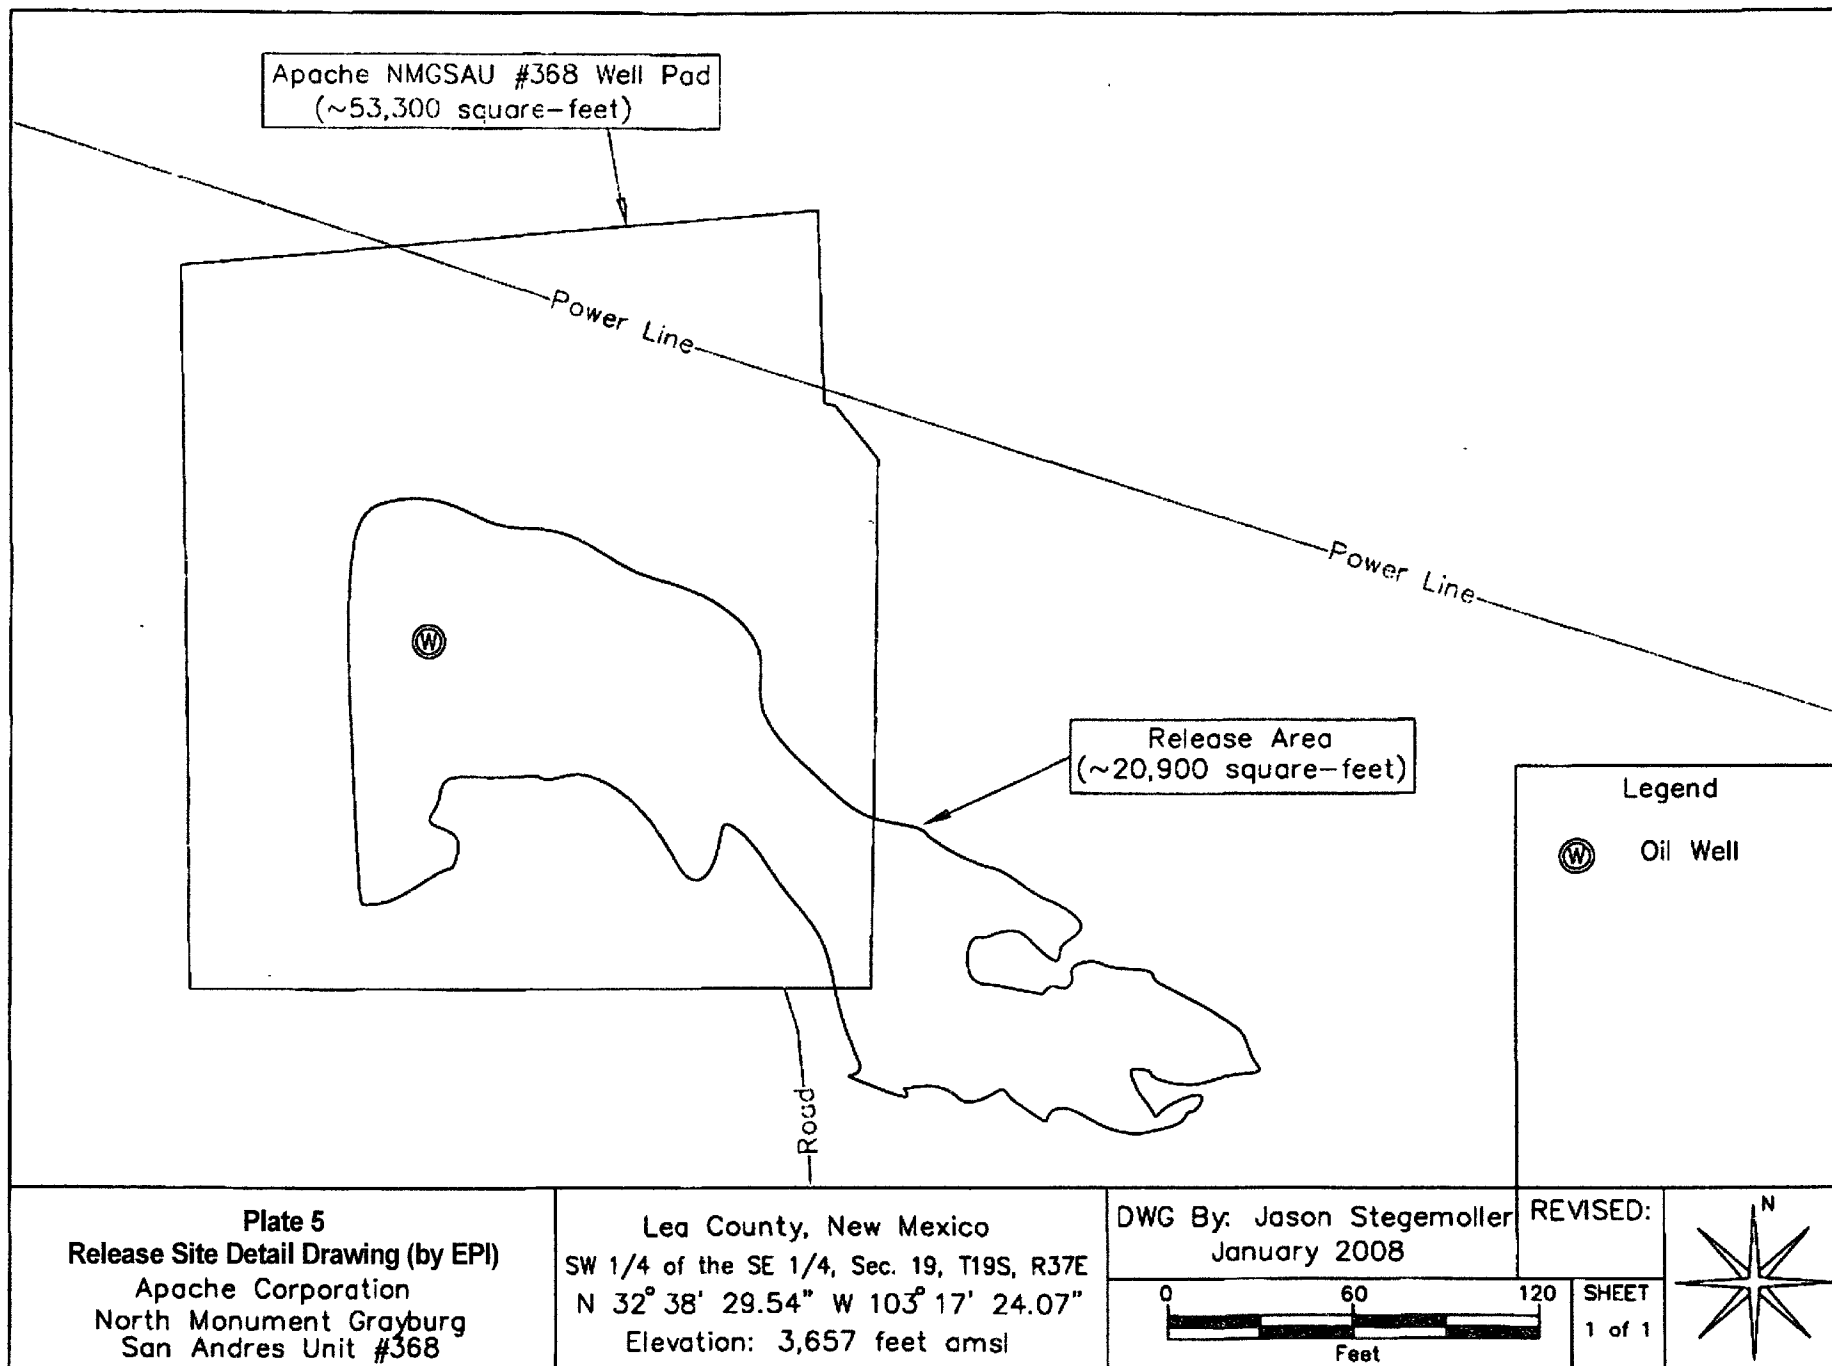 Apache NMGSAU #368 Well Pad
(~53,300 square-feet)
Power Line
Power Line
Release Area
(~20,900 square-feet)
Legend
W
W Oil Well
Road
Plate 5
Release Site Detail Drawing (by EPI)
Apache Corporation
North Monument Grayburg
San Andres Unit #368
Lea County, New Mexico
SW 1/4 of the SE 1/4, Sec. 19, T19S, R37E
N 32° 38' 29.54" W 103° 17' 24.07"
Elevation: 3,657 feet amsl
DWG By: Jason Stegemoller
January 2008
REVISED:
0 60 120
Feet
SHEET
1 of 1
N